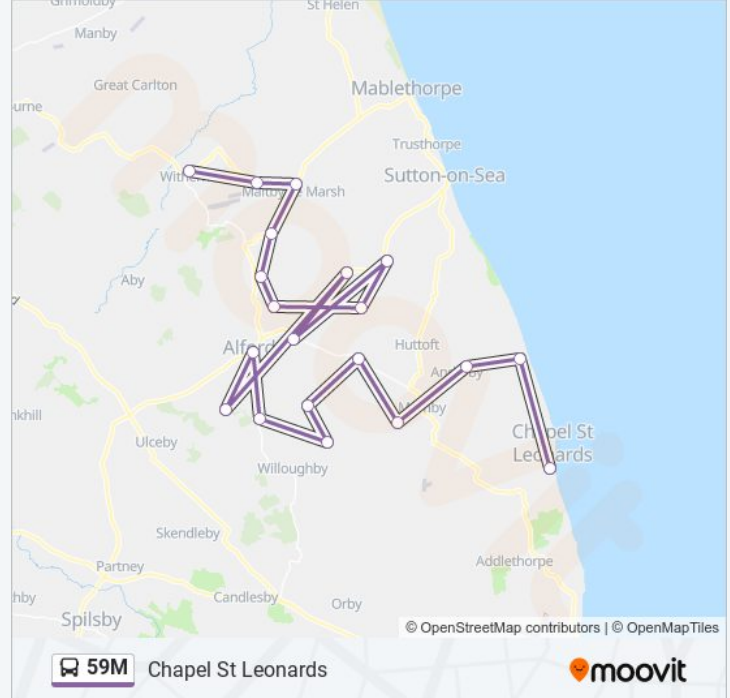 Grimoldby
St Helen
Manby
Great Carlton
Mablethorpe
urne
Trusthorpe
Sutton-on-Sea
Withern
Maltby le Marsh
Aby
Alford
Huttoft
Anderby
Mumby
nkhill
Ulceby
Chapel St
Leonards
Willoughby
Skendleby
Addlethorpe
Partney
hby
Candlesby
Orby
Spilsby
© OpenStreetMap contributors | © OpenMapTiles
59M Chapel St Leonards
moovit